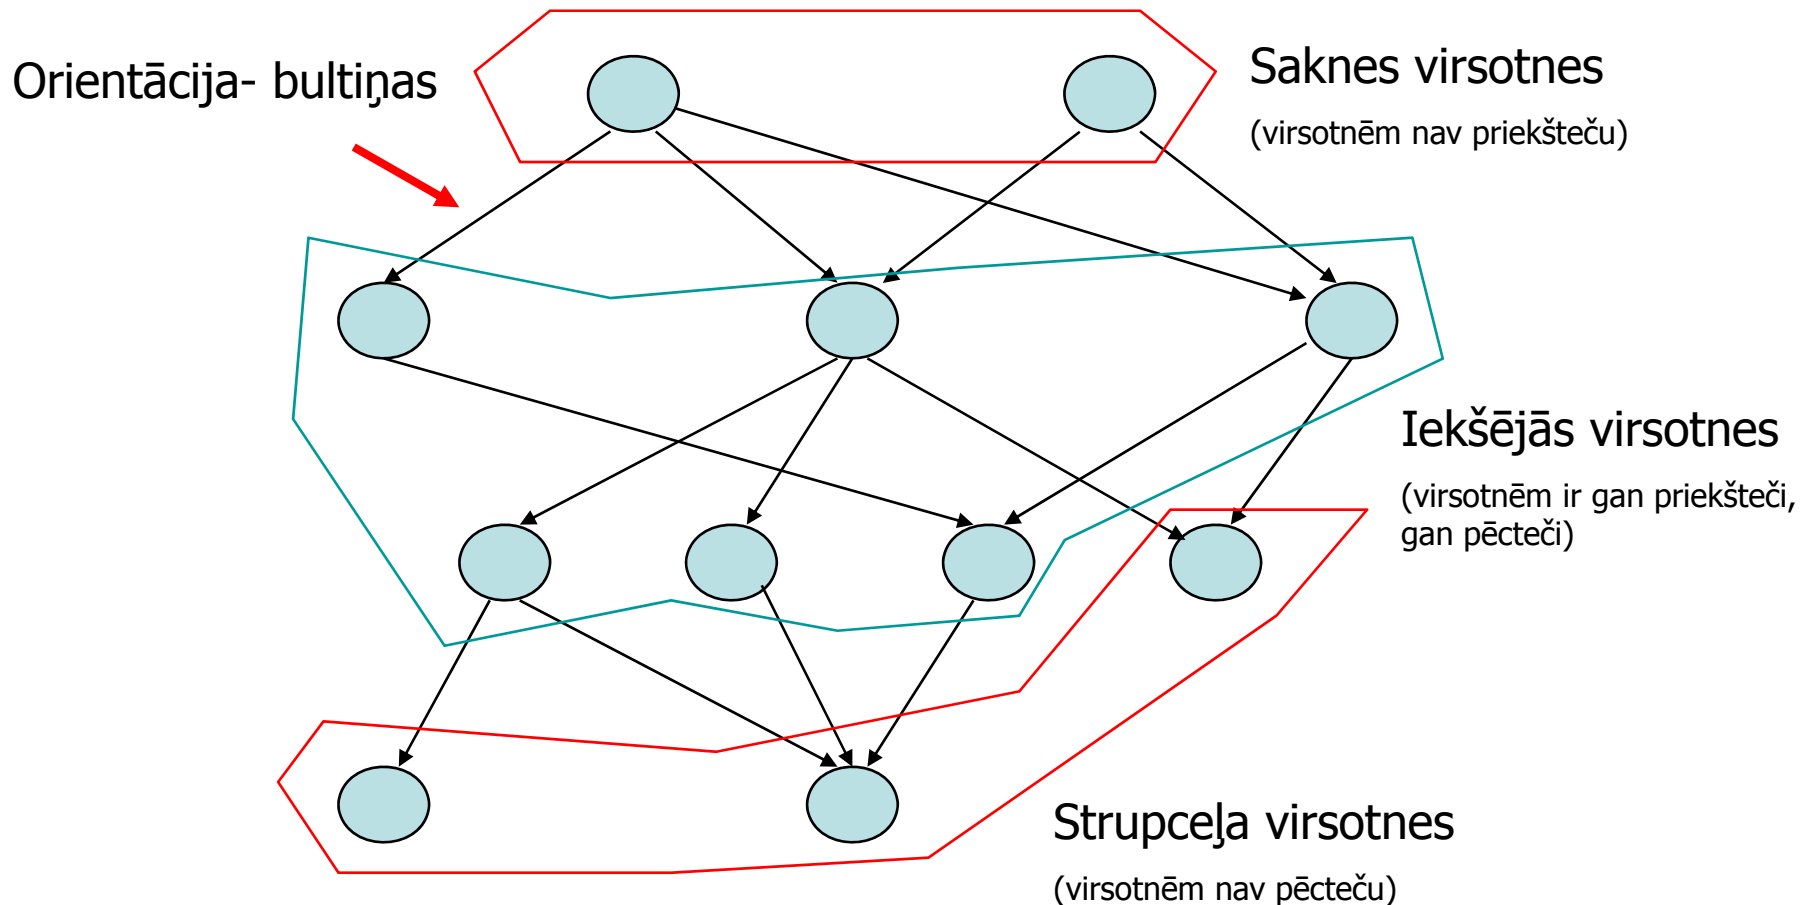 Orientācija- bultiņas
Saknes virsotnes
(virsotnēm nav priekšteču)
Iekšējās virsotnes
(virsotnēm ir gan priekšteči,
gan pēcteči)
Strupceļa virsotnes
(virsotnēm nav pēcteču)